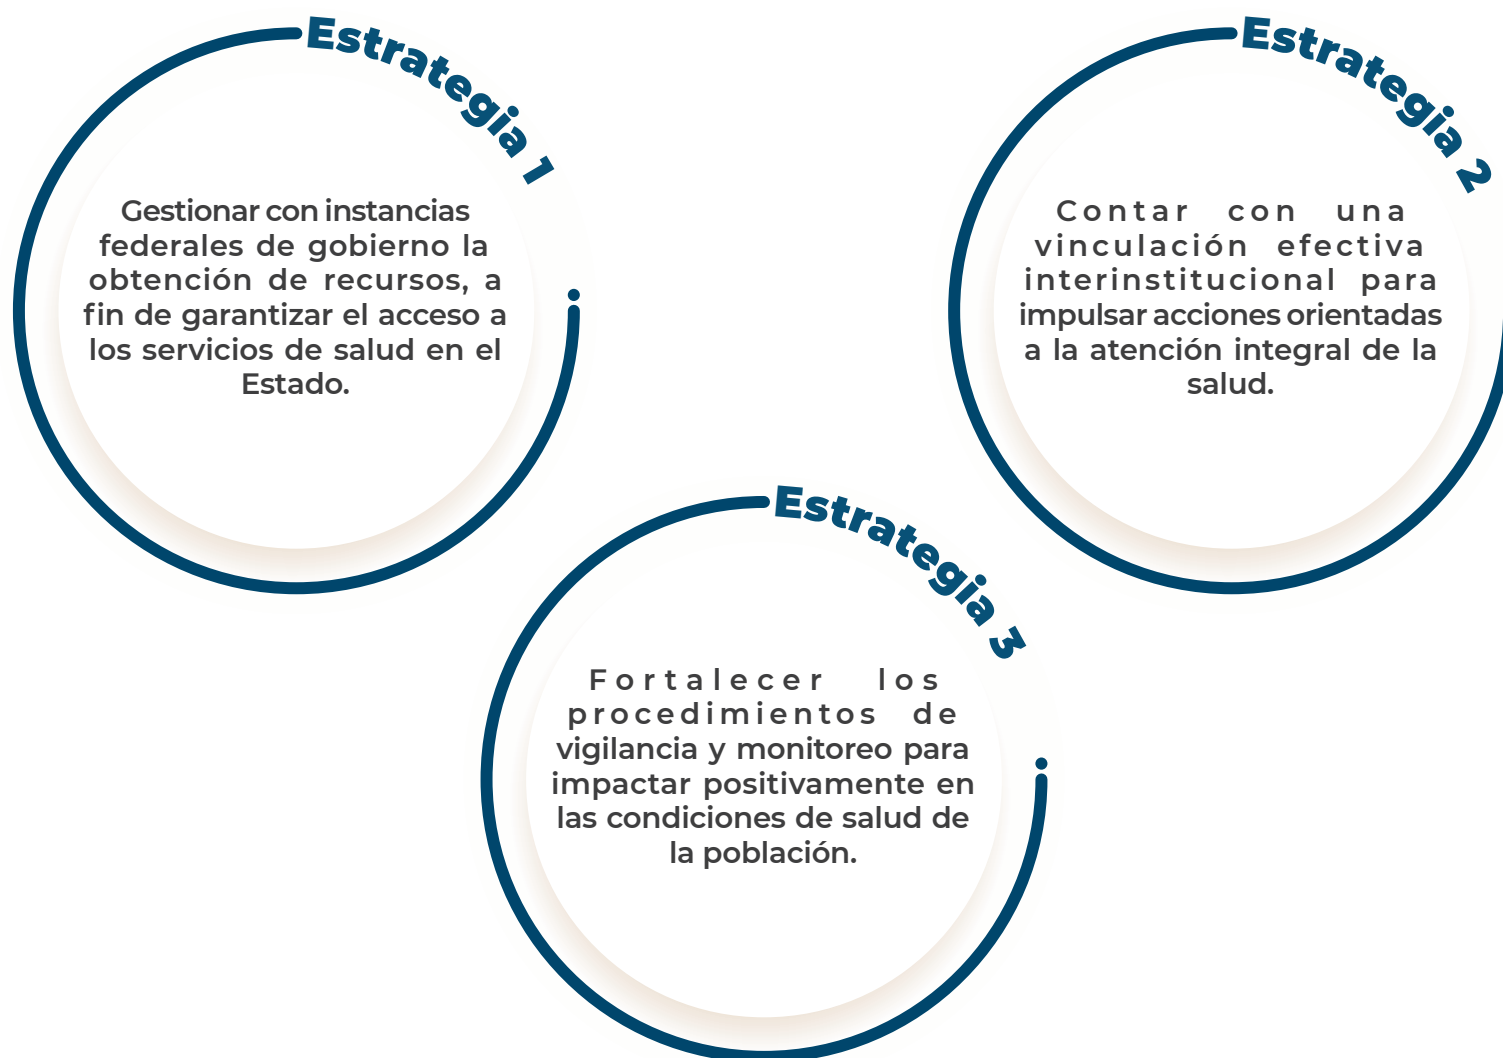 Estrategia 1
Gestionar con instancias
federales de gobierno la
obtención de recursos, a
fin de garantizar el acceso a
los servicios de salud en el
Estado.
Estrategia 2
Contar con una
vinculación efectiva
interinstitucional para
impulsar acciones orientadas
a la atención integral de la
salud.
Estrategia 3
Fortalecer los
procedimientos de
vigilancia y monitoreo para
impactar positivamente en
las condiciones de salud de
la población.